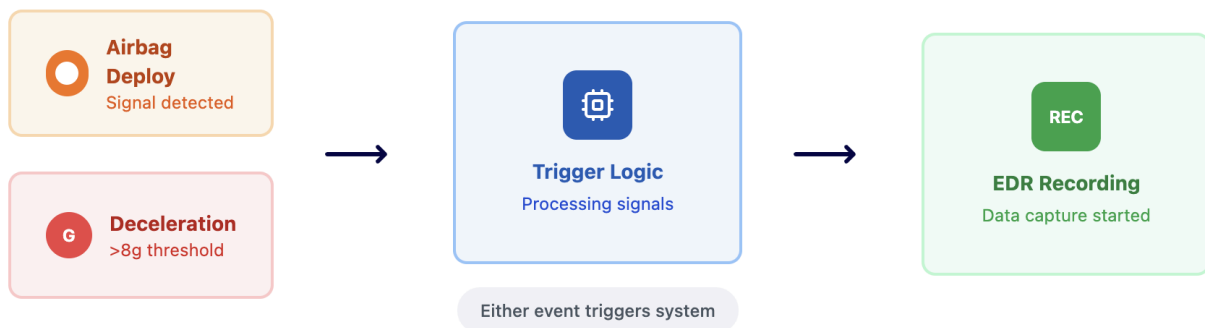 Airbag
Deploy
Signal detected
G
Deceleration
>8g threshold
Trigger Logic
Processing signals
Either event triggers system
REC
EDR Recording
Data capture started